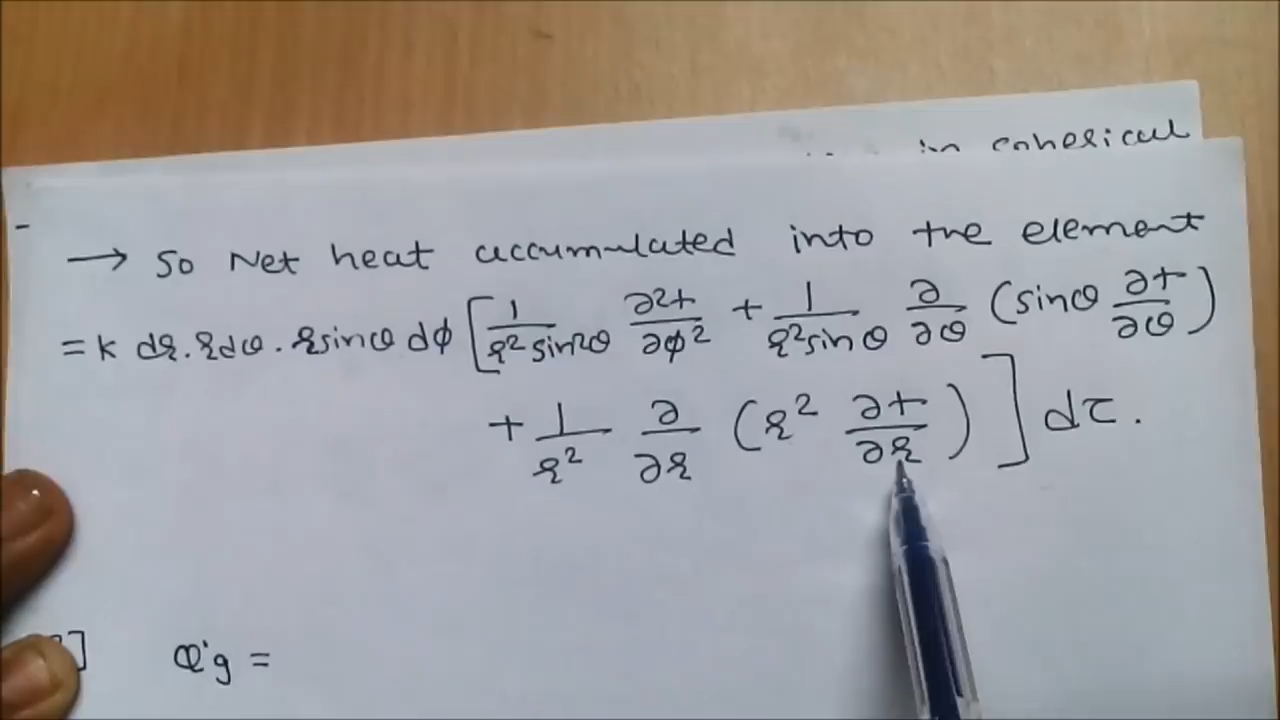 in spherical
→ So Net heat accumulated into the element
= K dr. rdθ. rsinθ dϕ [ 1/r² sin²θ ∂²t/∂ϕ² + 1/r² sinθ ∂/∂θ (sinθ ∂t/∂θ)
+ 1/r² ∂/∂r (r² ∂t/∂r) ] dτ.
] Q'g =